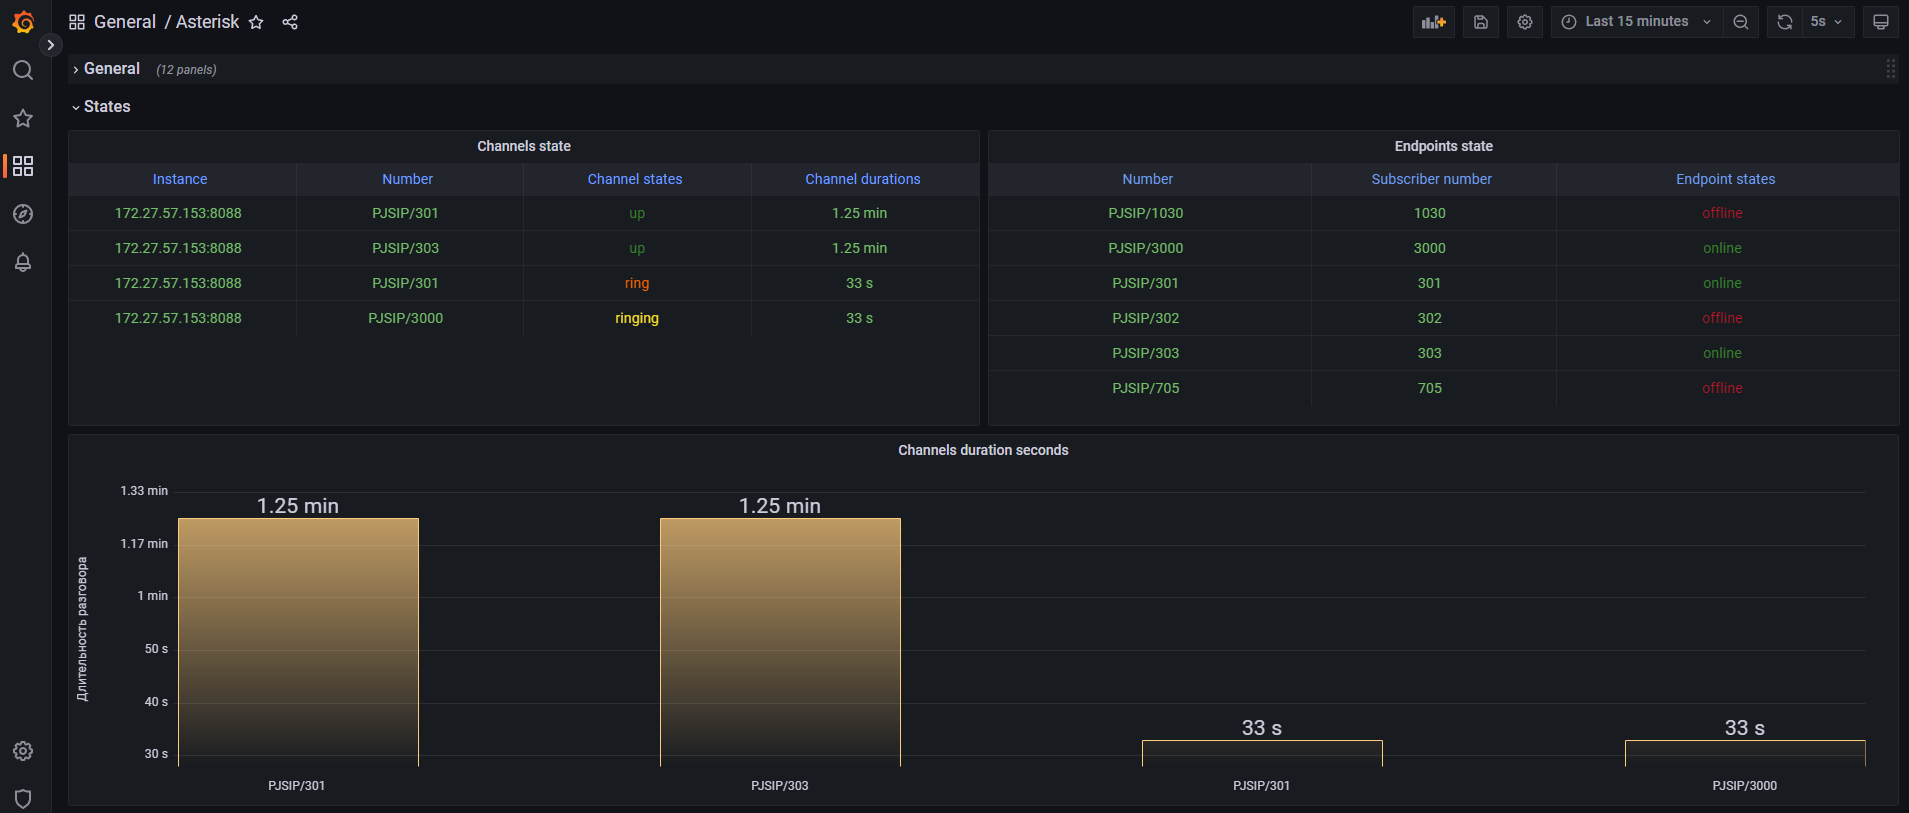 General / Asterisk
Last 15 minutes
5s
General (12 panels)
States
Channels state
Instance Number Channel states Channel durations
172.27.57.153:8088 PJSIP/301 up 1.25 min
172.27.57.153:8088 PJSIP/303 up 1.25 min
172.27.57.153:8088 PJSIP/301 ring 33 s
172.27.57.153:8088 PJSIP/3000 ringing 33 s
Endpoints state
Number Subscriber number Endpoint states
PJSIP/1030 1030 offline
PJSIP/3000 3000 online
PJSIP/301 301 online
PJSIP/302 302 offline
PJSIP/303 303 online
PJSIP/705 705 offline
Channels duration seconds
Длительность разговора
1.33 min
1.17 min
1 min
50 s
40 s
30 s
1.25 min
1.25 min
33 s
33 s
PJSIP/301
PJSIP/303
PJSIP/301
PJSIP/3000